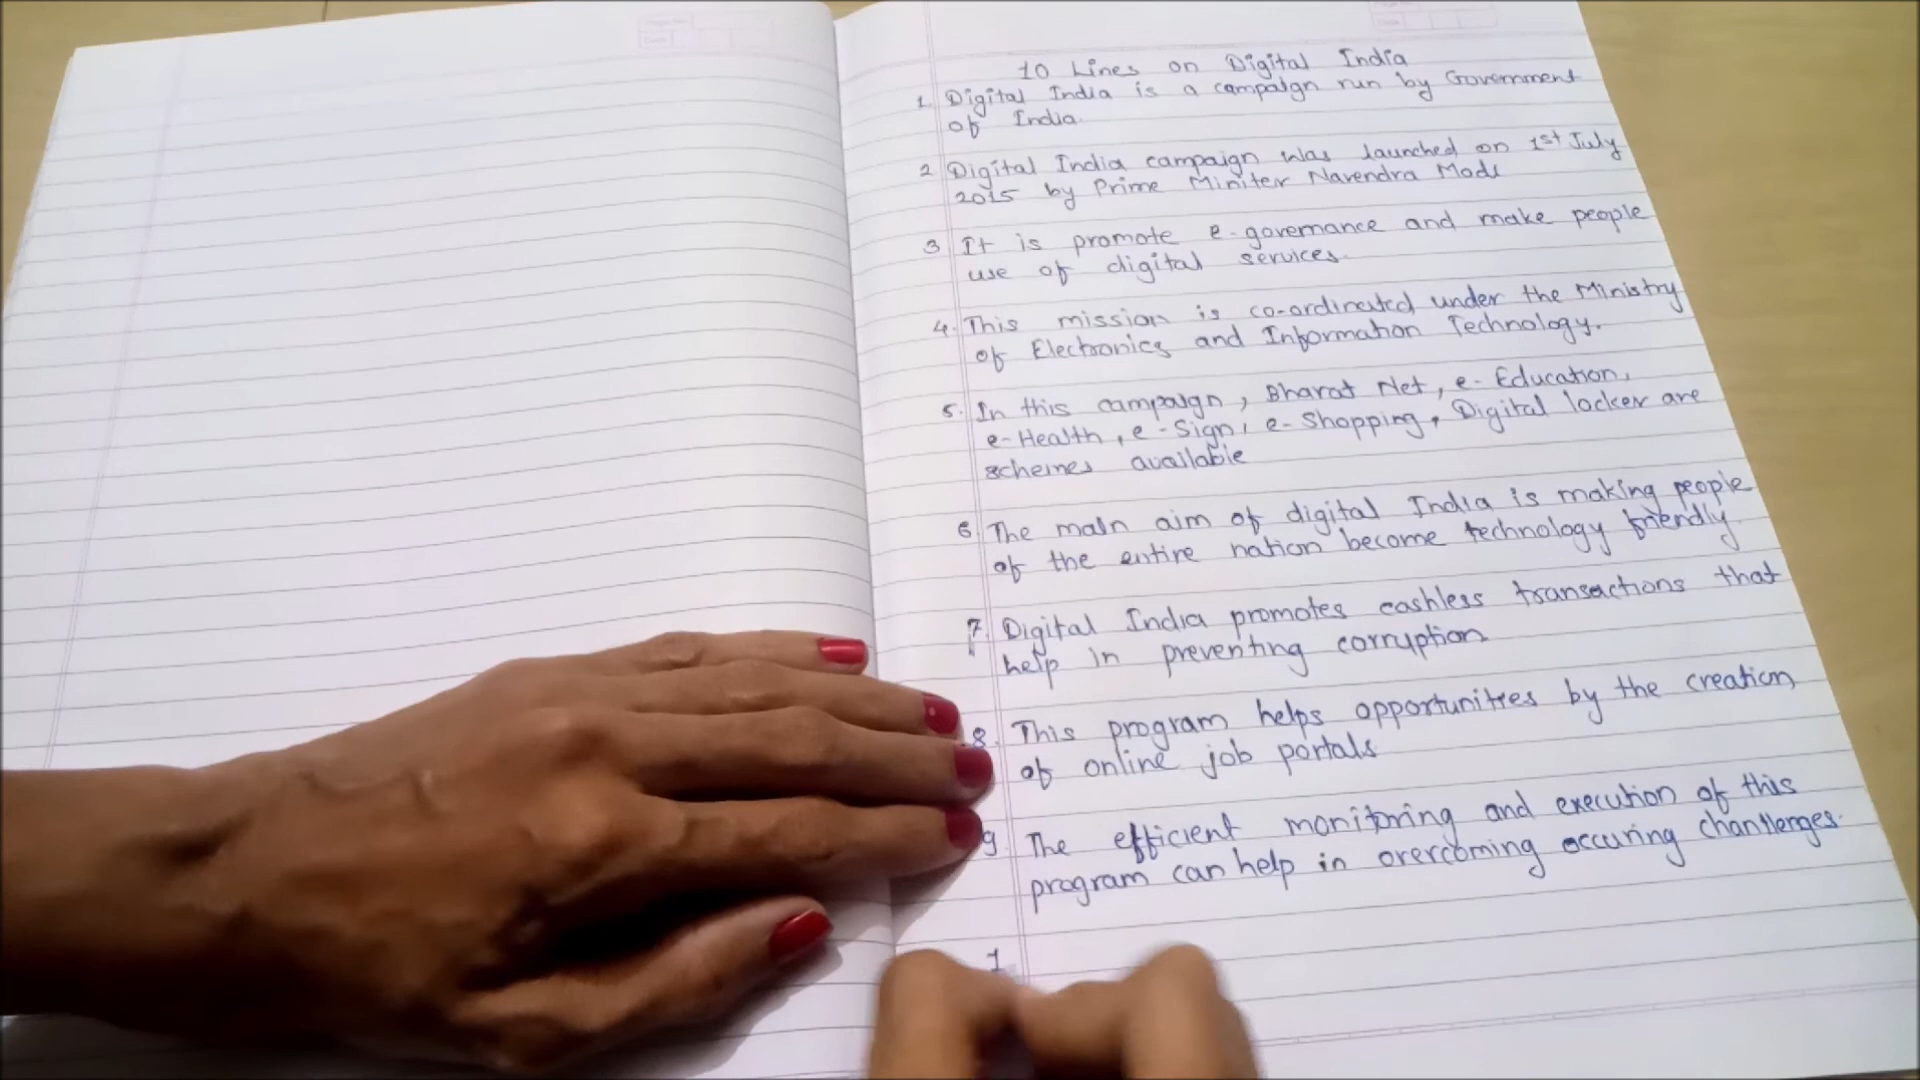 10 Lines on Digital India
1. Digital India is a campaign run by Government
of India.
2 Digital India campaign was launched on 1st July
2015 by Prime Miniter Narendra Modi
3 It is promote e-governance and make people
use of digital services.
4. This mission is co-ordinated under the Ministry
of Electronics and Information Technology.
5. In this campaign, Bharat Net, e-Education,
e-Health, e-Sign, e-Shopping, Digital locker are
schemes available
6 The main aim of digital India is making people
of the entire nation become technology friendly.
7. Digital India promotes cashless transactions that
help in preventing corruption
8. This program helps opportunities by the creation
of online job portals
9 The efficient monitoring and execution of this
program can help in overcoming occuring challenges.
1